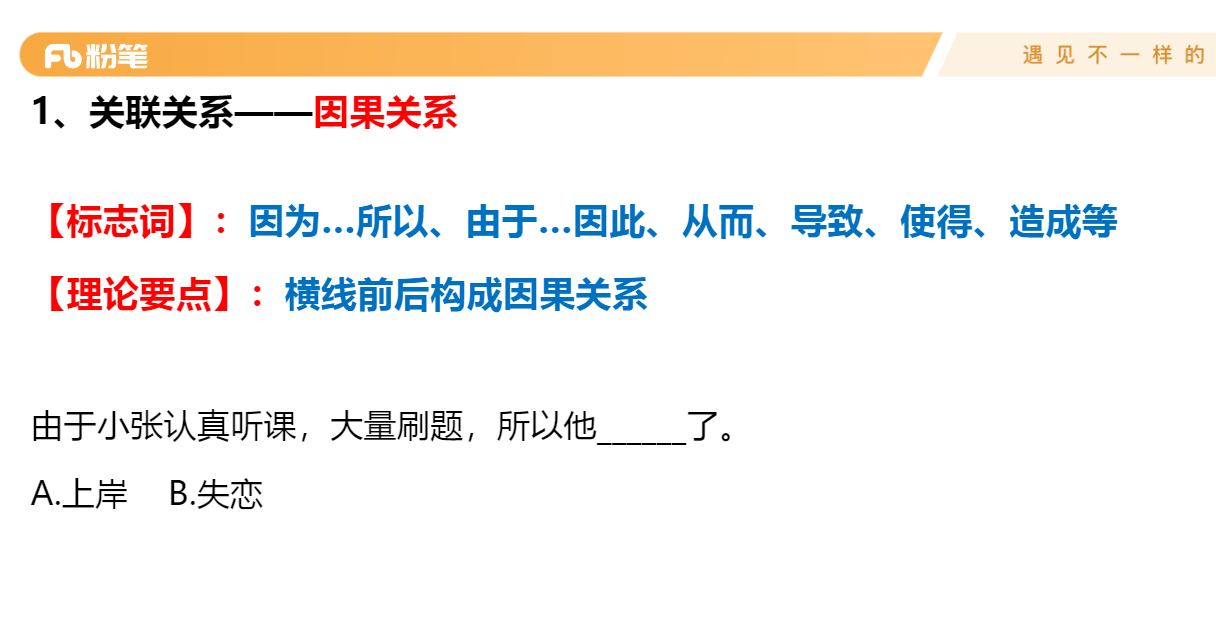 粉笔
遇见不一样的
1、关联关系——因果关系
【标志词】：因为...所以、由于...因此、从而、导致、使得、造成等
【理论要点】：横线前后构成因果关系
由于小张认真听课，大量刷题，所以他______了。
A.上岸 B.失恋